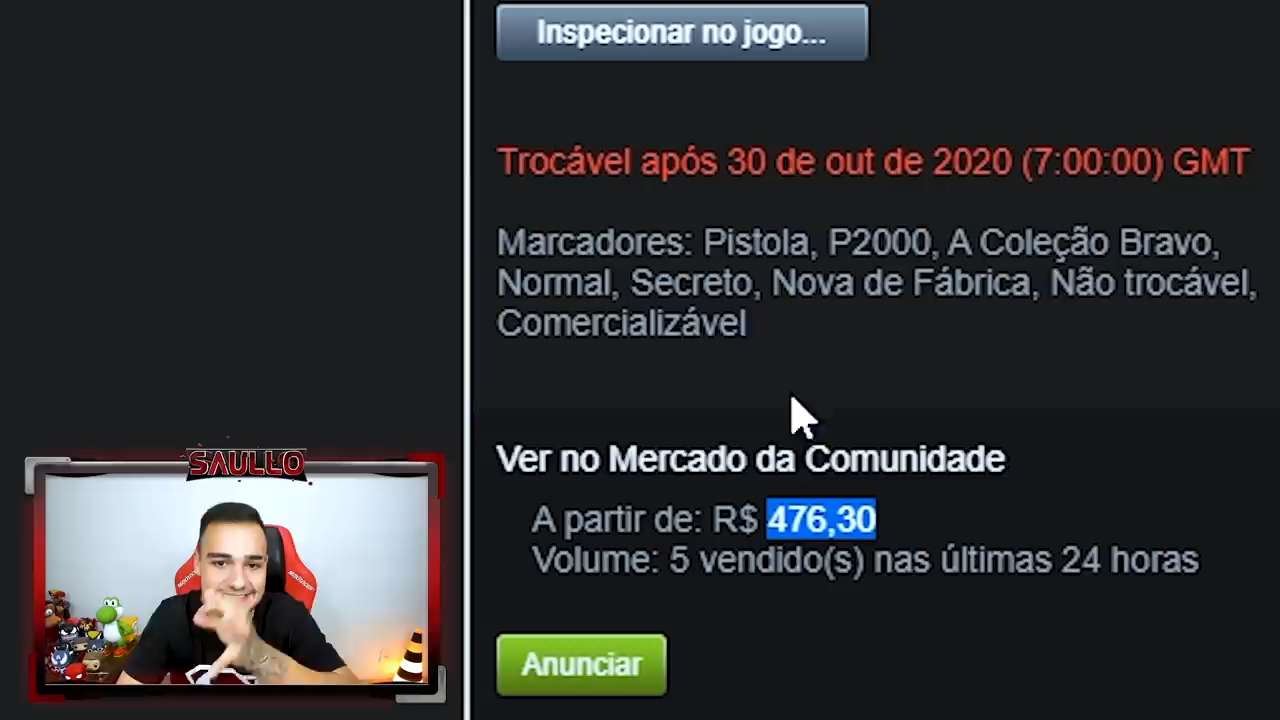 Inspecionar no jogo...
Trocável após 30 de out de 2020 (7:00:00) GMT
Marcadores: Pistola, P2000, A Coleção Bravo,
Normal, Secreto, Nova de Fábrica, Não trocável,
Comercializável
Ver no Mercado da Comunidade
A partir de: R$ 476,30
Volume: 5 vendido(s) nas últimas 24 horas
Anunciar
SAULLO